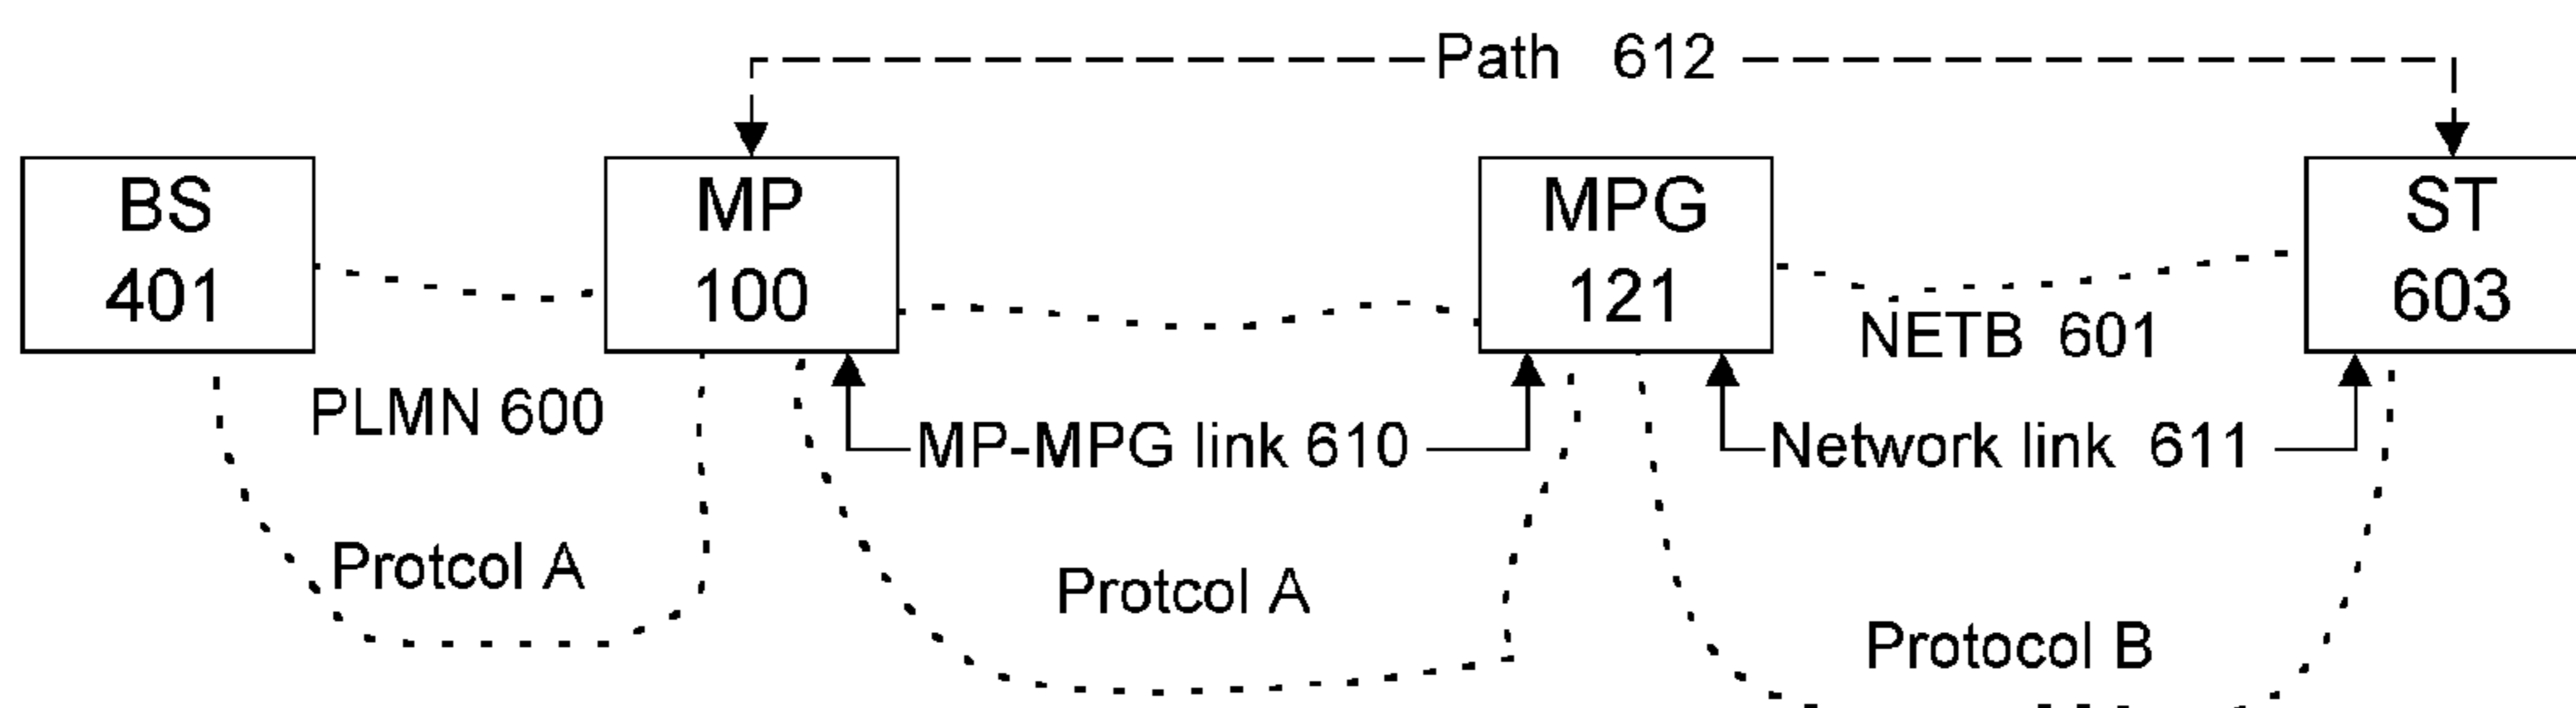 Path 612
BS
401
MP
100
MPG
121
ST
603
NETB 601
PLMN 600
MP-MPG link 610
Network link 611
Protcol A
Protcol A
Protocol B